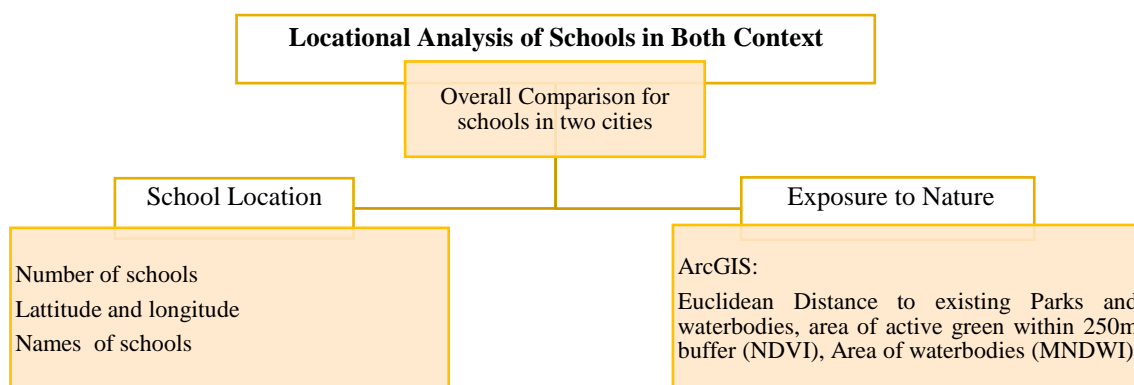 Locational Analysis of Schools in Both Context
Overall Comparison for
schools in two cities
School Location
Number of schools
Lattitude and longitude
Names of schools
Exposure to Nature
ArcGIS:
Euclidean Distance to existing Parks and
waterbodies, area of active green within 250m
buffer (NDVI), Area of waterbodies (MNDWI)